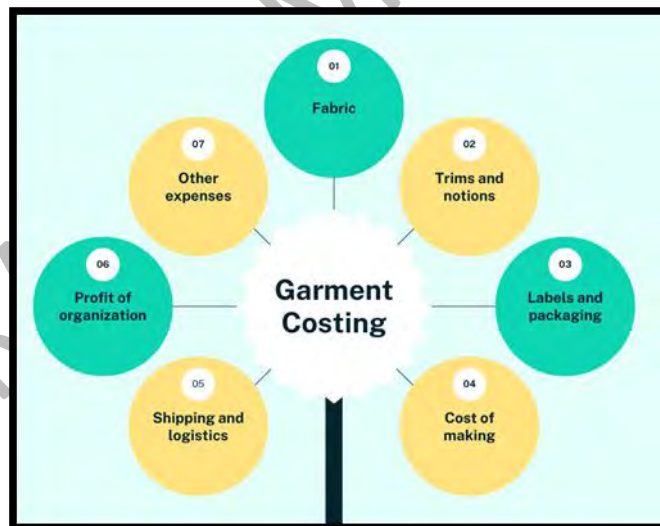 01
Fabric
02
Trims and
notions
03
Labels and
packaging
04
Cost of
making
05
Shipping and
logistics
06
Profit of
organization
07
Other
expenses
Garment
Costing